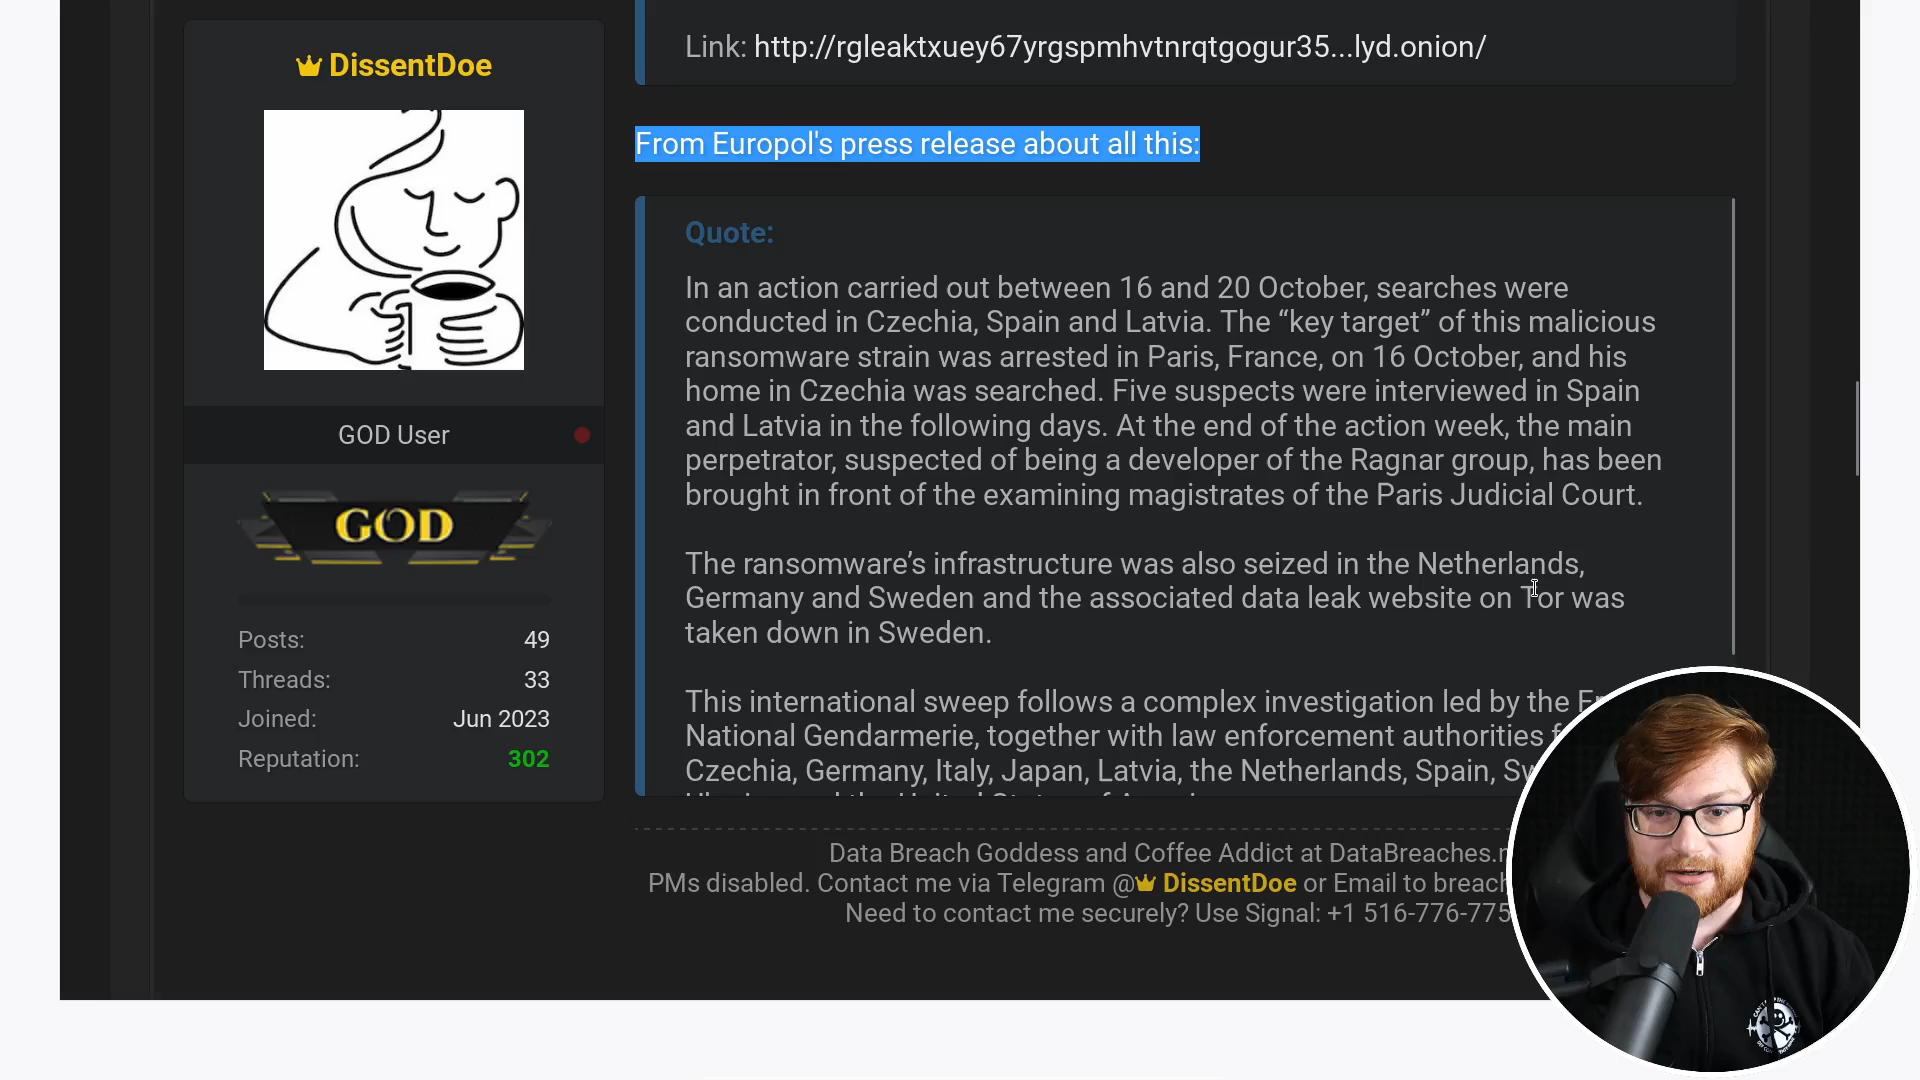 DissentDoe
GOD User
GOD
Posts: 49
Threads: 33
Joined: Jun 2023
Reputation: 302
Link: http://rgleaktxuey67yrgspmhvtnrqtgogur35...lyd.onion/
From Europol's press release about all this:
Quote:
In an action carried out between 16 and 20 October, searches were
conducted in Czechia, Spain and Latvia. The “key target” of this malicious
ransomware strain was arrested in Paris, France, on 16 October, and his
home in Czechia was searched. Five suspects were interviewed in Spain
and Latvia in the following days. At the end of the action week, the main
perpetrator, suspected of being a developer of the Ragnar group, has been
brought in front of the examining magistrates of the Paris Judicial Court.
The ransomware’s infrastructure was also seized in the Netherlands,
Germany and Sweden and the associated data leak website on Tor was
taken down in Sweden.
This international sweep follows a complex investigation led by the
National Gendarmerie, together with law enforcement authorities
Czechia, Germany, Italy, Japan, Latvia, the Netherlands, Spain,
Data Breach Goddess and Coffee Addict at DataBreaches.
PMs disabled. Contact me via Telegram @ DissentDoe or Email to breach
Need to contact me securely? Use Signal: +1 516-776-775